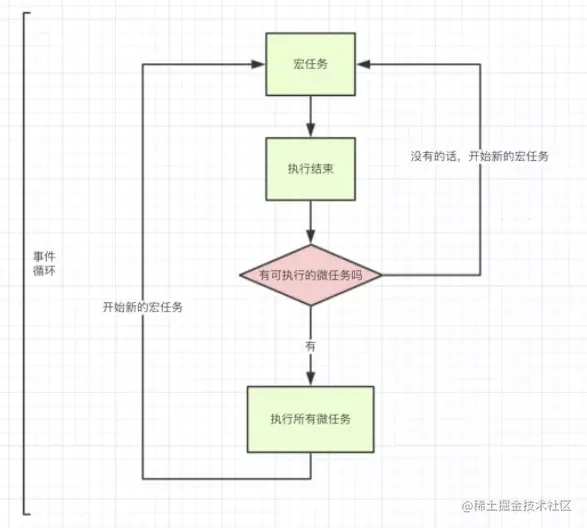 宏任务
执行结束
没有的话，开始新的宏任务
事件
循环
有可执行的微任务吗
开始新的宏任务
有
执行所有微任务
@稀土掘金技术社区